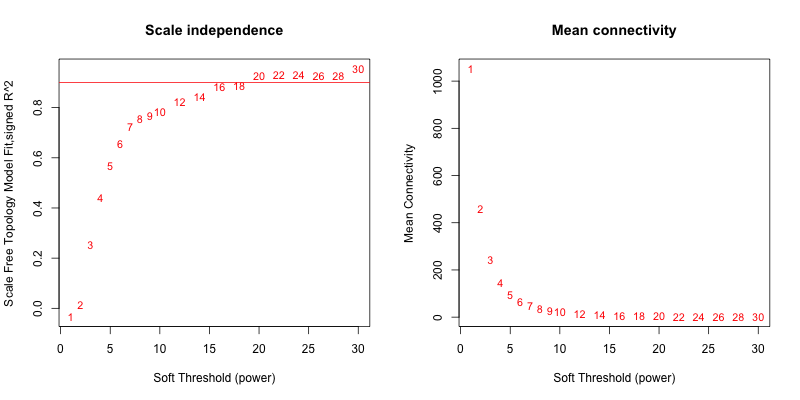 Scale independence
Scale Free Topology Model Fit,signed R^2
0.0 0.2 0.4 0.6 0.8
1 2 3 4 5 6 7 8 9 10 12 14 16 18 20 22 24 26 28 30
0 5 10 15 20 25 30
Soft Threshold (power)
Mean connectivity
Mean Connectivity
0 200 400 600 800 1000
1 2 3 4 5 6 7 8 9 10 12 14 16 18 20 22 24 26 28 30
0 5 10 15 20 25 30
Soft Threshold (power)